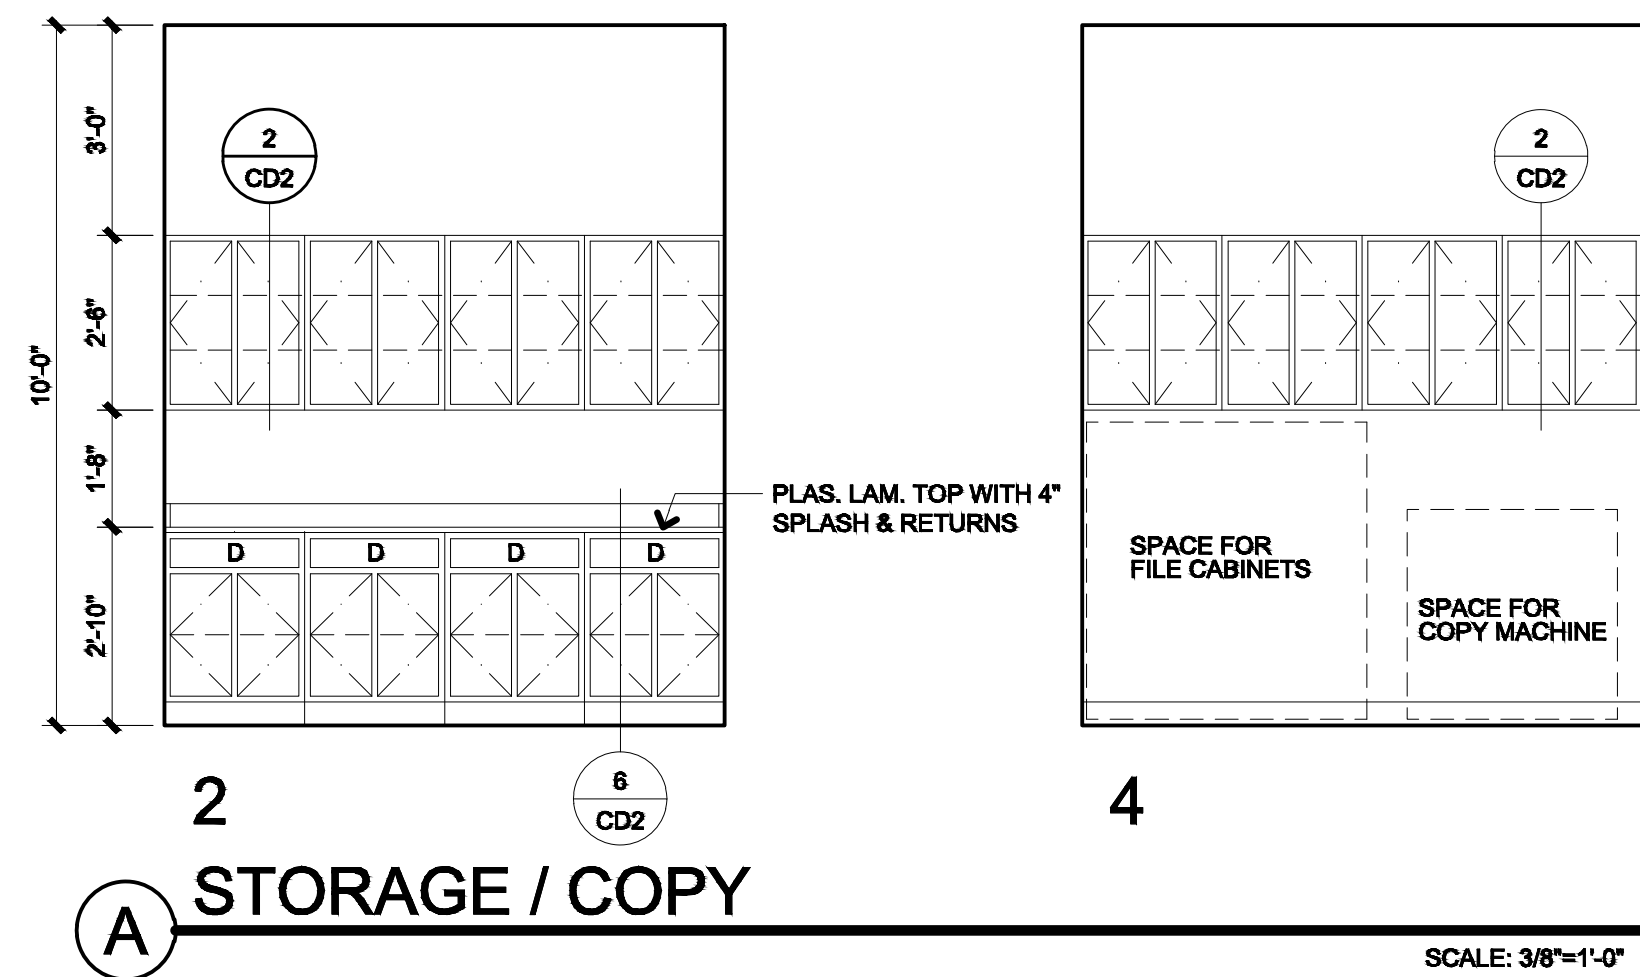 10'-0"
3'-0"
2'-6"
1'-8"
2'-10"
2
CD2
D
D
D
D
PLAS. LAM. TOP WITH 4"
SPLASH & RETURNS
6
CD2
2
2
CD2
SPACE FOR
FILE CABINETS
SPACE FOR
COPY MACHINE
4
A
STORAGE / COPY
SCALE: 3/8"=1'-0"